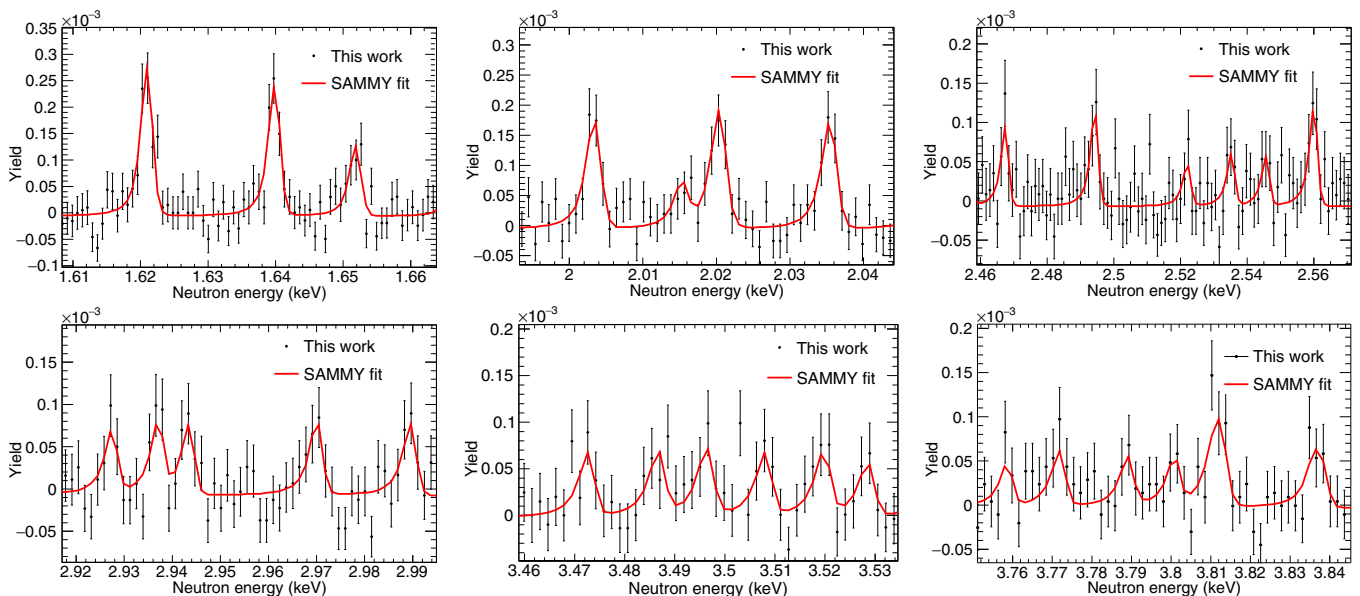 ×10⁻³
0.35
0.3
0.25
0.2
0.15
0.1
0.05
0
−0.05
−0.1
Yield
This work
SAMMY fit
1.61 1.62 1.63 1.64 1.65 1.66
Neutron energy (keV)
×10⁻³
0.3
0.25
0.2
0.15
0.1
0.05
0
−0.05
Yield
This work
SAMMY fit
2 2.01 2.02 2.03 2.04
Neutron energy (keV)
×10⁻³
0.2
0.15
0.1
0.05
0
−0.05
Yield
This work
SAMMY fit
2.46 2.48 2.5 2.52 2.54 2.56
Neutron energy (keV)
×10⁻³
0.15
0.1
0.05
0
−0.05
Yield
This work
SAMMY fit
2.92 2.93 2.94 2.95 2.96 2.97 2.98 2.99
Neutron energy (keV)
×10⁻³
0.15
0.1
0.05
0
Yield
This work
SAMMY fit
3.46 3.47 3.48 3.49 3.5 3.51 3.52 3.53
Neutron energy (keV)
×10⁻³
0.2
0.15
0.1
0.05
0
−0.05
Yield
This work
SAMMY fit
3.76 3.77 3.78 3.79 3.8 3.81 3.82 3.83 3.84
Neutron energy (keV)